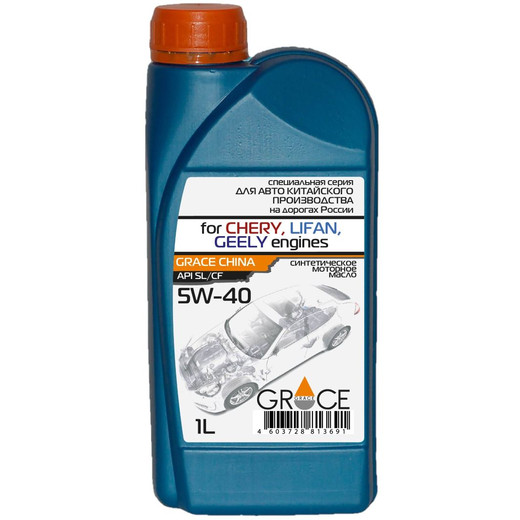 специальная серия
ДЛЯ АВТО КИТАЙСКОГО
ПРОИЗВОДСТВА
на дорогах России
for CHERY, LIFAN,
GEELY engines
GRACE CHINA
API SL/CF
синтетическое
моторное
масло
5W-40
GRACE
GRACE
1L
4 603728 813691